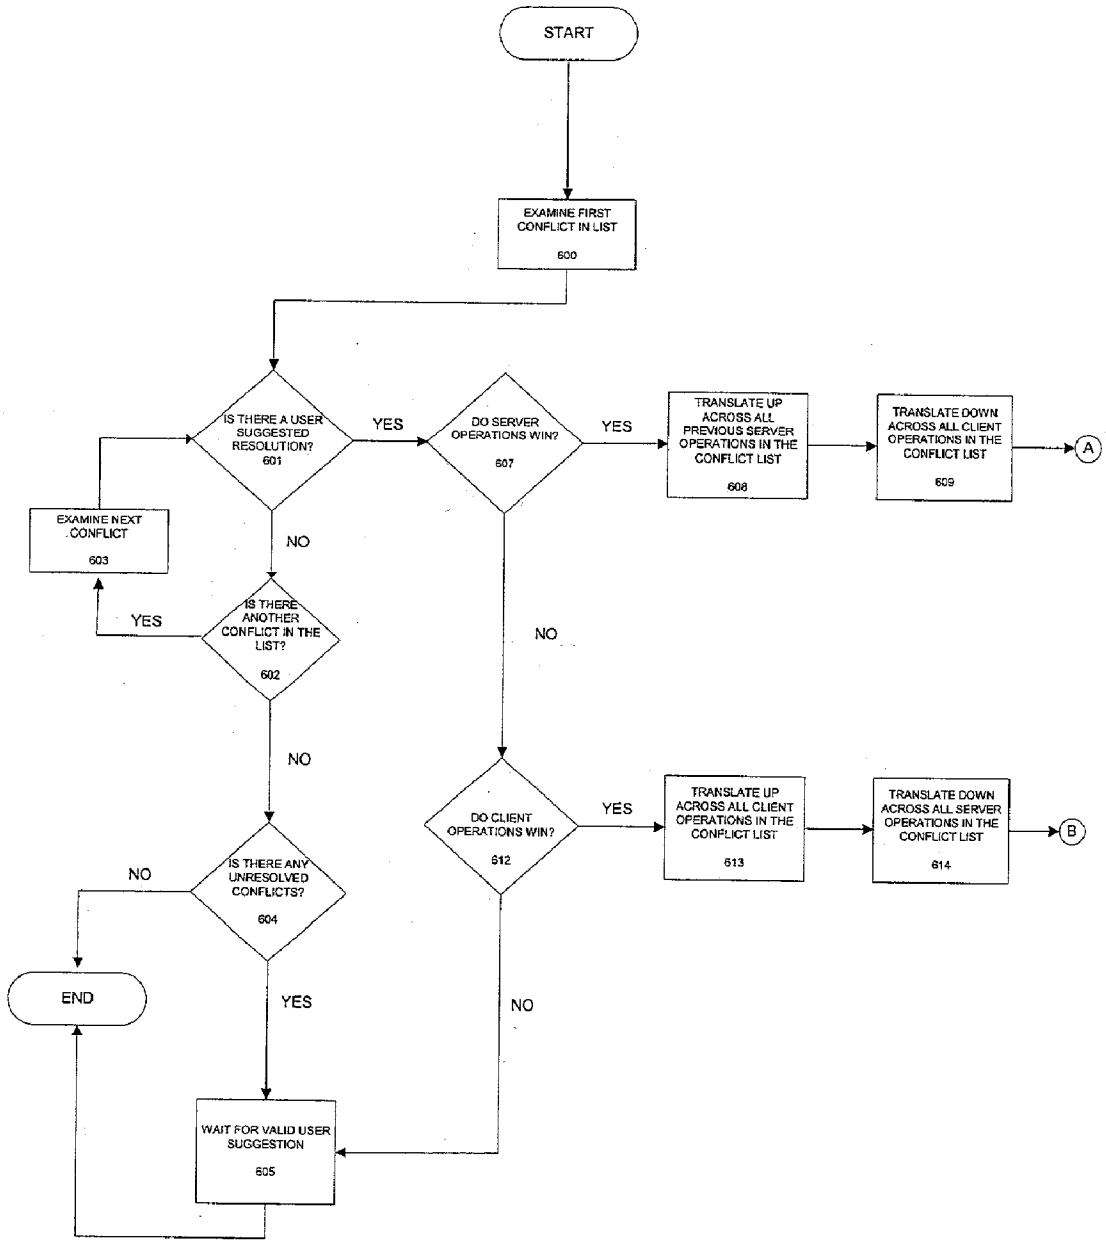 START
EXAMINE FIRST
CONFLICT IN LIST
600
IS THERE A USER
SUGGESTED
RESOLUTION?
601
YES
DO SERVER
OPERATIONS WIN?
607
YES
TRANSLATE UP
ACROSS ALL
PREVIOUS SERVER
OPERATIONS IN THE
CONFLICT LIST
608
TRANSLATE DOWN
ACROSS ALL CLIENT
OPERATIONS IN THE
CONFLICT LIST
609
A
EXAMINE NEXT
CONFLICT
603
NO
YES
IS THERE
ANOTHER
CONFLICT IN THE
LIST?
602
NO
NO
DO CLIENT
OPERATIONS WIN?
612
YES
TRANSLATE UP
ACROSS ALL CLIENT
OPERATIONS IN THE
CONFLICT LIST
613
TRANSLATE DOWN
ACROSS ALL SERVER
OPERATIONS IN THE
CONFLICT LIST
614
B
NO
IS THERE ANY
UNRESOLVED
CONFLICTS?
604
END
YES
NO
WAIT FOR VALID USER
SUGGESTION
605